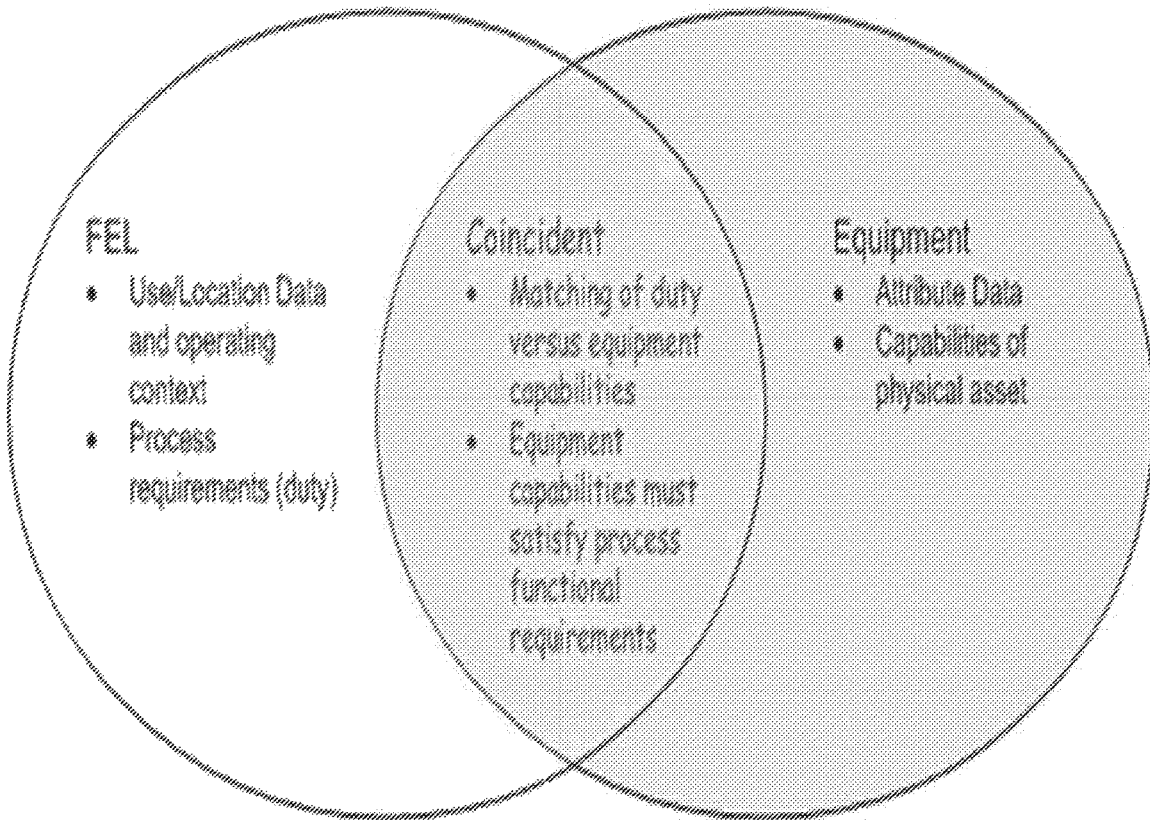 FEL
• Use/Location Data
and operating
context
• Process
requirements (duty)
Coincident
• Matching of duty
versus equipment
capabilities
• Equipment
capabilities must
satisfy process
functional
requirements
Equipment
• Attribute Data
• Capabilities of
physical asset